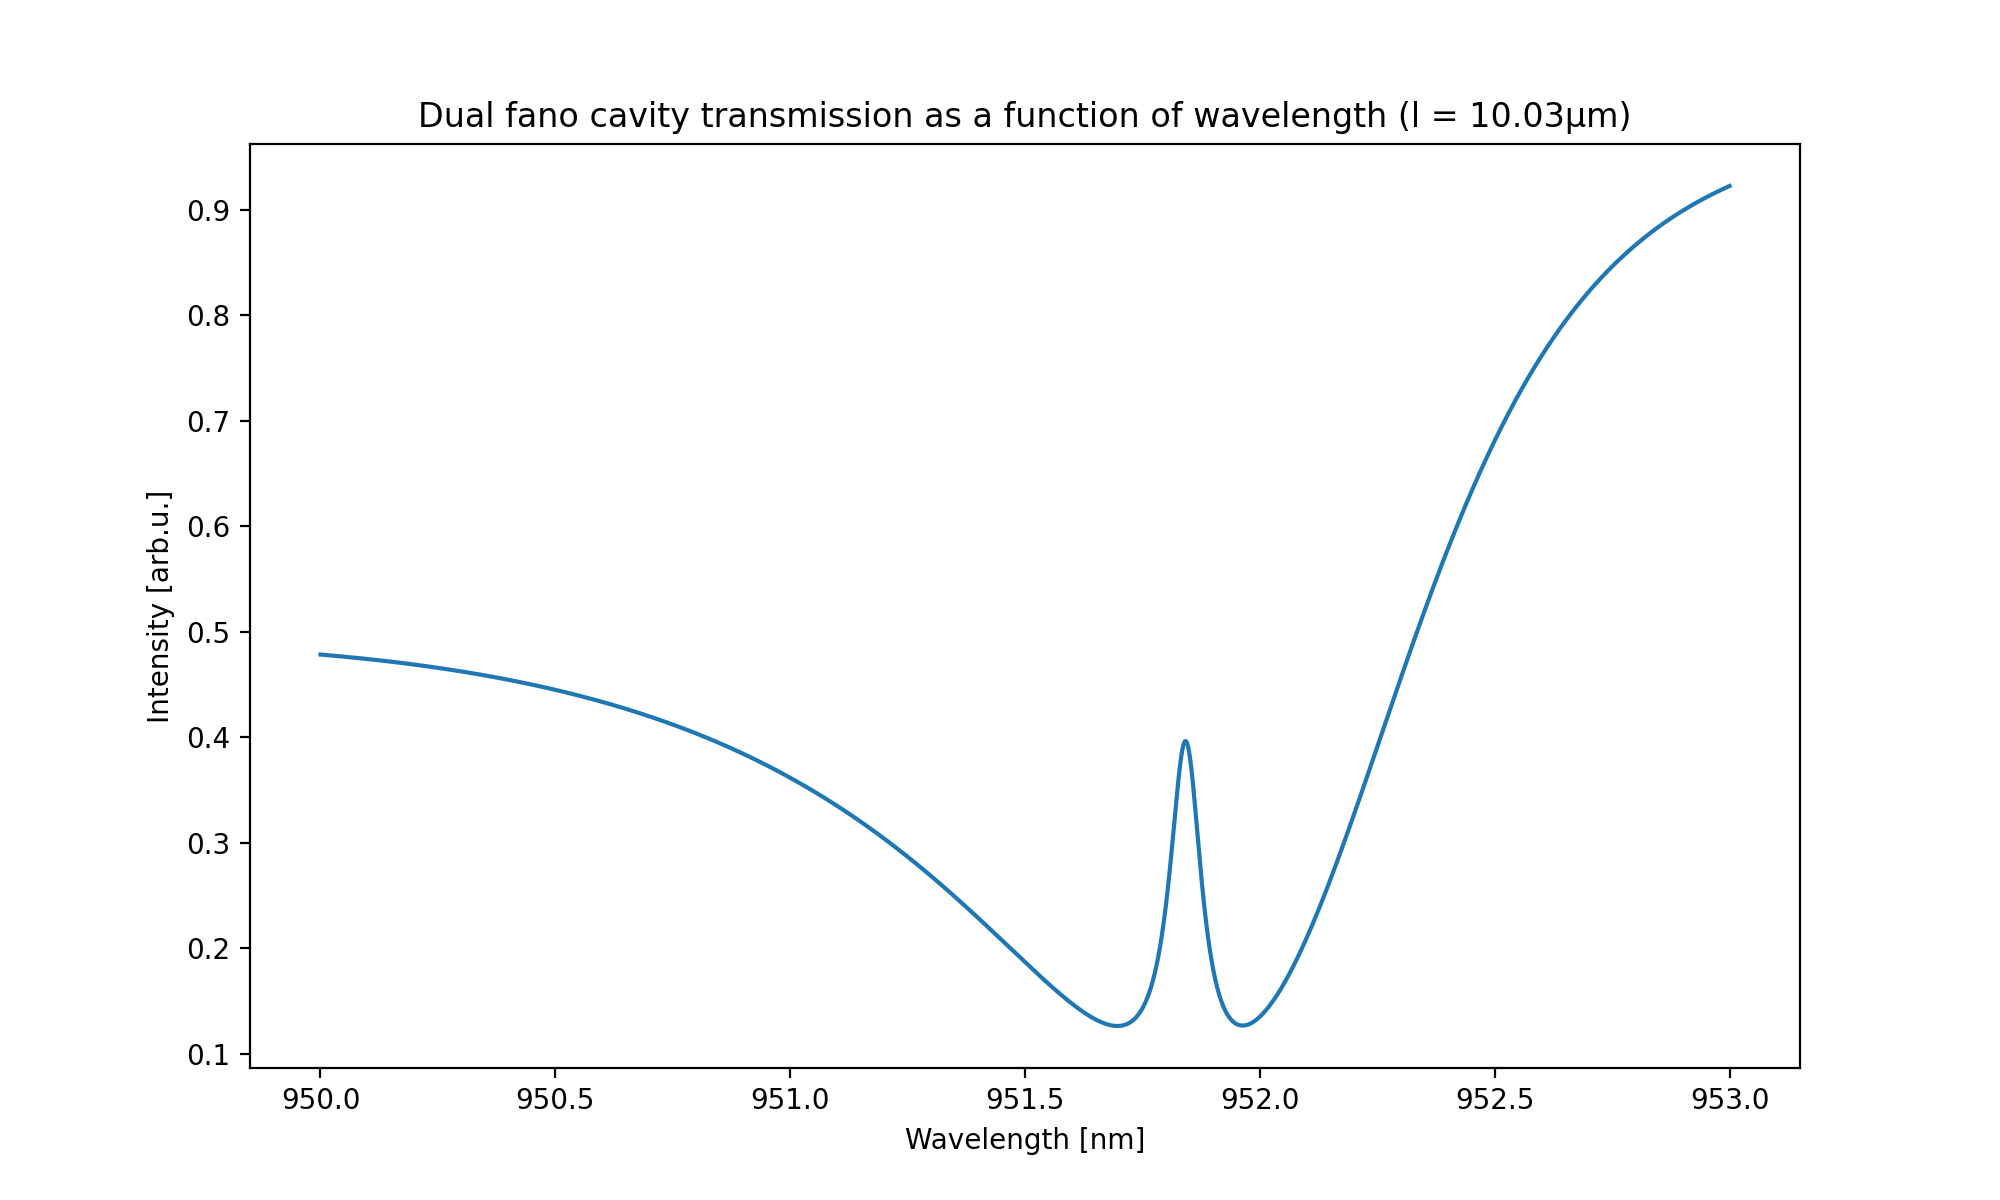 Dual fano cavity transmission as a function of wavelength (l = 10.03μm)
0.9
0.8
0.7
0.6
0.5
0.4
0.3
0.2
0.1
Intensity [arb.u.]
950.0 950.5 951.0 951.5 952.0 952.5 953.0
Wavelength [nm]